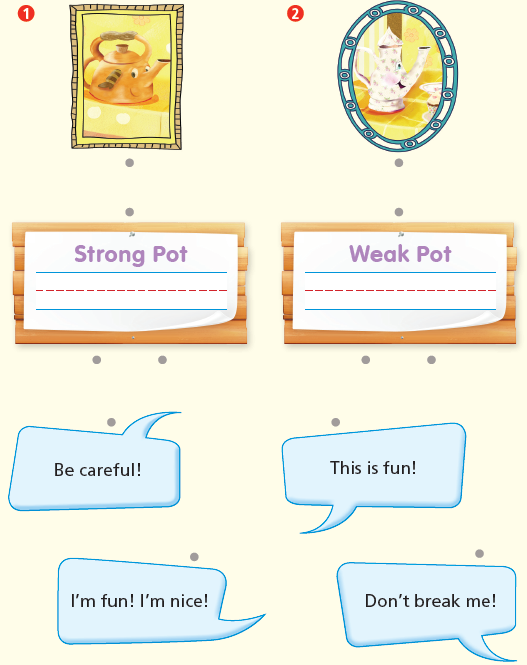 1
2
Strong Pot
Weak Pot
Be careful!
This is fun!
I'm fun! I'm nice!
Don't break me!